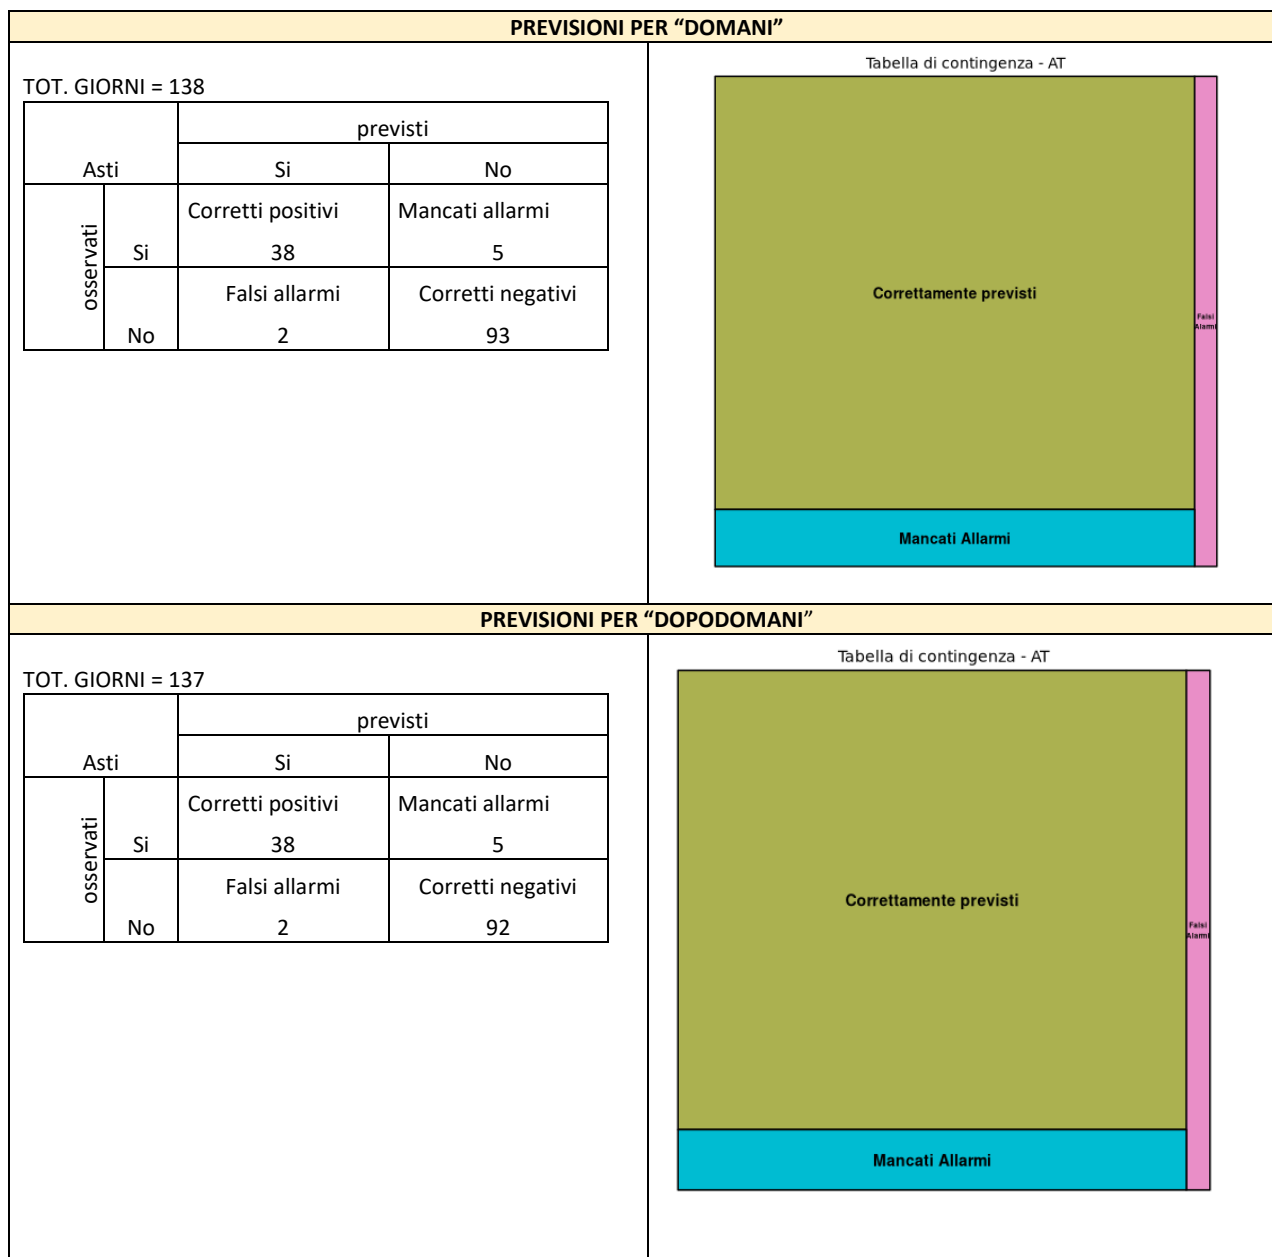 PREVISIONI PER “DOMANI”
TOT. GIORNI = 138
previsti
Asti Si No
osservati
Corretti positivi Mancati allarmi
Si 38 5
Falsi allarmi Corretti negativi
No 2 93
Tabella di contingenza - AT
Correttamente previsti
Falsi
Alarmi
Mancati Allarmi
PREVISIONI PER “DOPODOMANI”
TOT. GIORNI = 137
previsti
Asti Si No
osservati
Corretti positivi Mancati allarmi
Si 38 5
Falsi allarmi Corretti negativi
No 2 92
Tabella di contingenza - AT
Correttamente previsti
Falsi
Alarmi
Mancati Allarmi